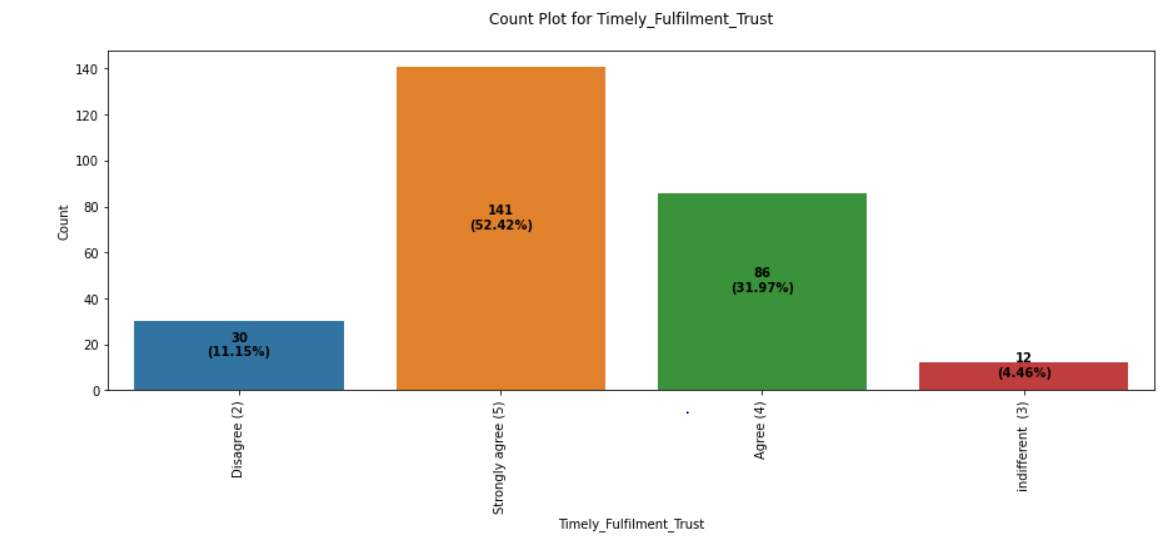 Count Plot for Timely_Fulfilment_Trust
140
120
100
80
60
40
20
0
Count
30
(11.15%)
141
(52.42%)
86
(31.97%)
12
(4.46%)
Disagree (2)
Strongly agree (5)
Agree (4)
indifferent  (3)
Timely_Fulfilment_Trust